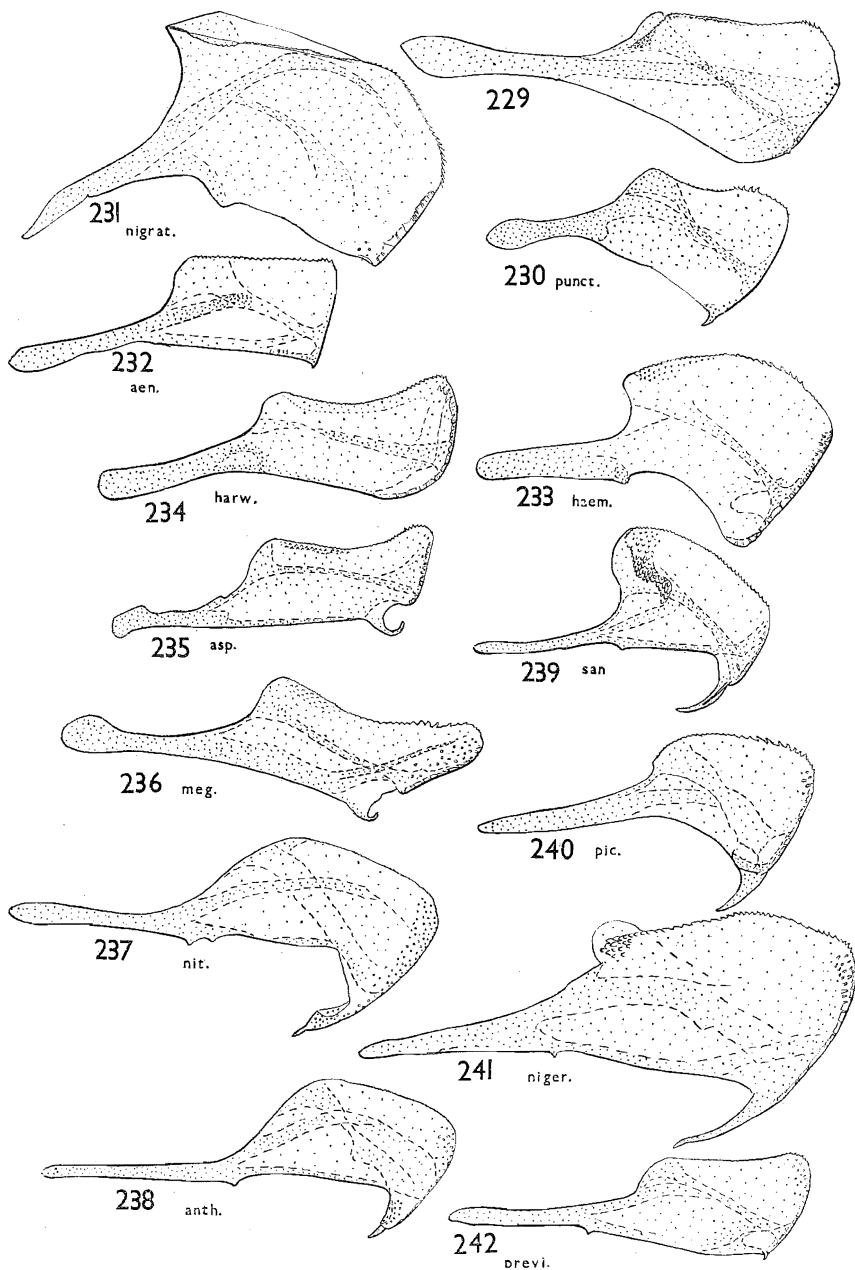 229
231
nigrat.
230 punct.
232
aen.
234 harw.
233 haem.
235 asp.
239 san
236 meg.
240 pic.
237
nit.
241 niger.
238 anth.
242
brevi.